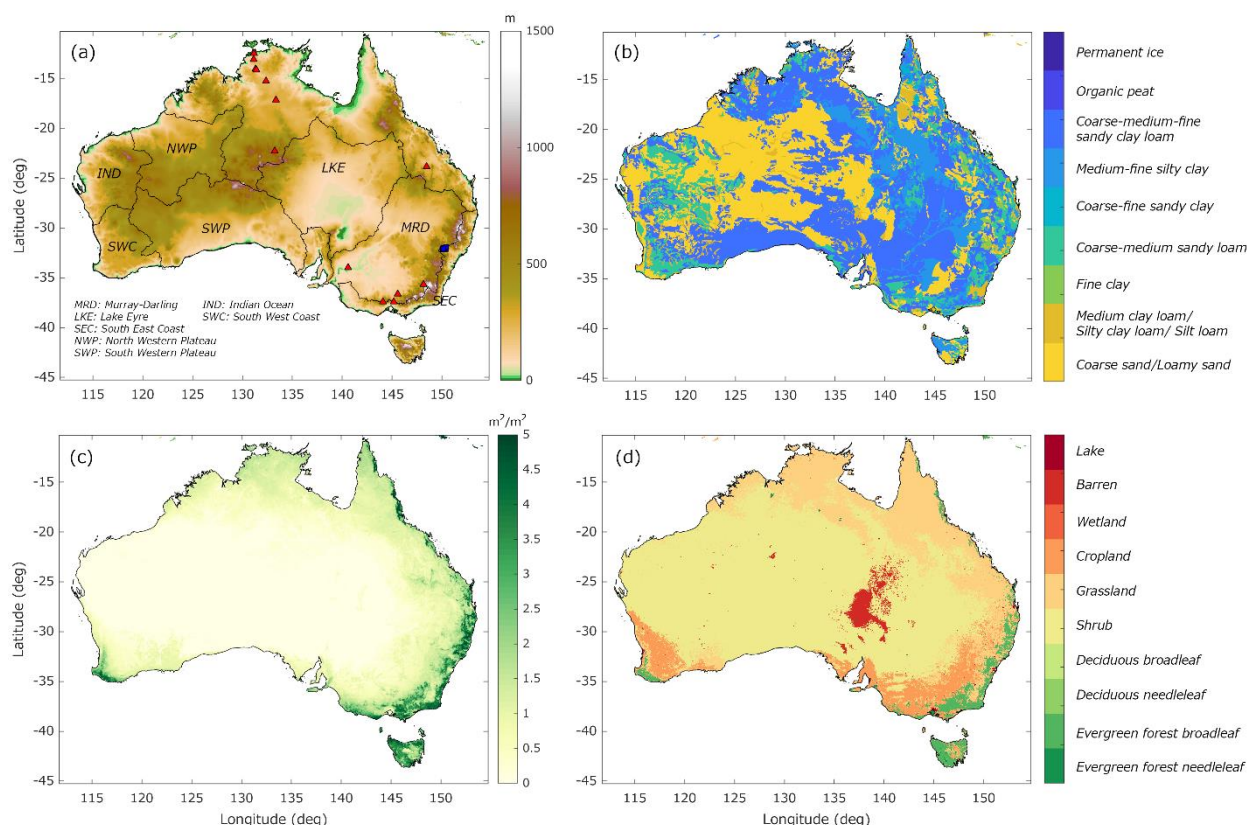 m
(a)
1500
1000
500
0
-15
-20
-25
-30
-35
-40
-45
Latitude (deg)
NWP
IND
LKE
SWP
MRD
SWC
SEC
MRD: Murray-Darling
IND: Indian Ocean
LKE: Lake Eyre
SWC: South West Coast
SEC: South East Coast
NWP: North Western Plateau
SWP: South Western Plateau
115 120 125 130 135 140 145 150
(b)
-15
-20
-25
-30
-35
-40
-45
115 120 125 130 135 140 145 150
Permanent ice
Organic peat
Coarse-medium-fine
sandy clay loam
Medium-fine silty clay
Coarse-fine sandy clay
Coarse-medium sandy loam
Fine clay
Medium clay loam/
Silty clay loam/ Silt loam
Coarse sand/Loamy sand
m²/m²
(c)
5
4.5
4
3.5
3
2.5
2
1.5
1
0.5
0
-15
-20
-25
-30
-35
-40
-45
Latitude (deg)
115 120 125 130 135 140 145 150
Longitude (deg)
(d)
-15
-20
-25
-30
-35
-40
-45
115 120 125 130 135 140 145 150
Longitude (deg)
Lake
Barren
Wetland
Cropland
Grassland
Shrub
Deciduous broadleaf
Deciduous needleleaf
Evergreen forest broadleaf
Evergreen forest needleleaf